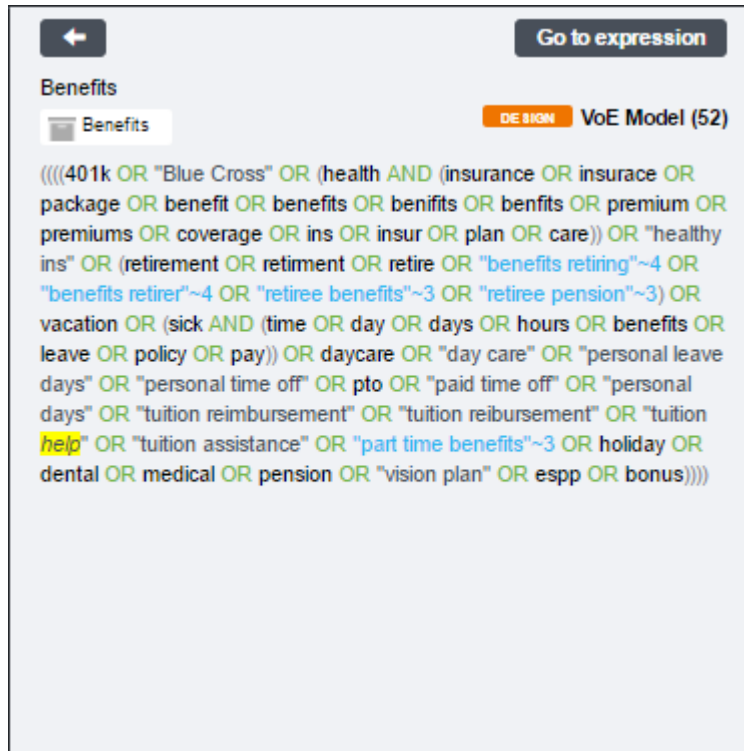 Go to expression
Benefits
Benefits
DESIGN VoE Model (52)
((((401k OR "Blue Cross" OR (health AND (insurance OR insurace OR
package OR benefit OR benefits OR benifits OR benfits OR premium OR
premiums OR coverage OR ins OR insur OR plan OR care)) OR "healthy
ins" OR (retirement OR retirment OR retire OR "benefits retiring"~4 OR
"benefits retirer"~4 OR "retiree benefits"~3 OR "retiree pension"~3) OR
vacation OR (sick AND (time OR day OR days OR hours OR benefits OR
leave OR policy OR pay)) OR daycare OR "day care" OR "personal leave
days" OR "personal time off" OR pto OR "paid time off" OR "personal
days" OR "tuition reimbursement" OR "tuition reibursement" OR "tuition
help" OR "tuition assistance" OR "part time benefits"~3 OR holiday OR
dental OR medical OR pension OR "vision plan" OR espp OR bonus))))